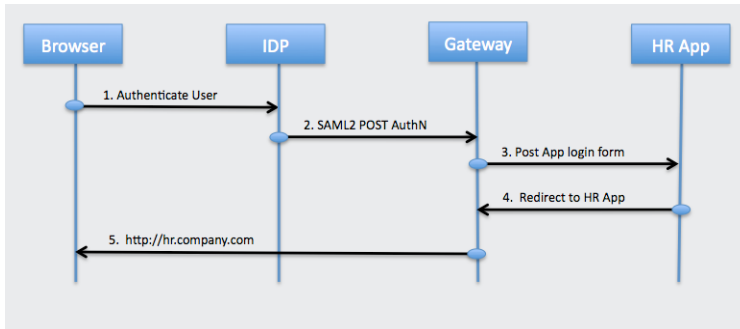 Browser
IDP
Gateway
HR App
1. Authenticate User
2. SAML2 POST AuthN
3. Post App login form
4. Redirect to HR App
5. http://hr.company.com